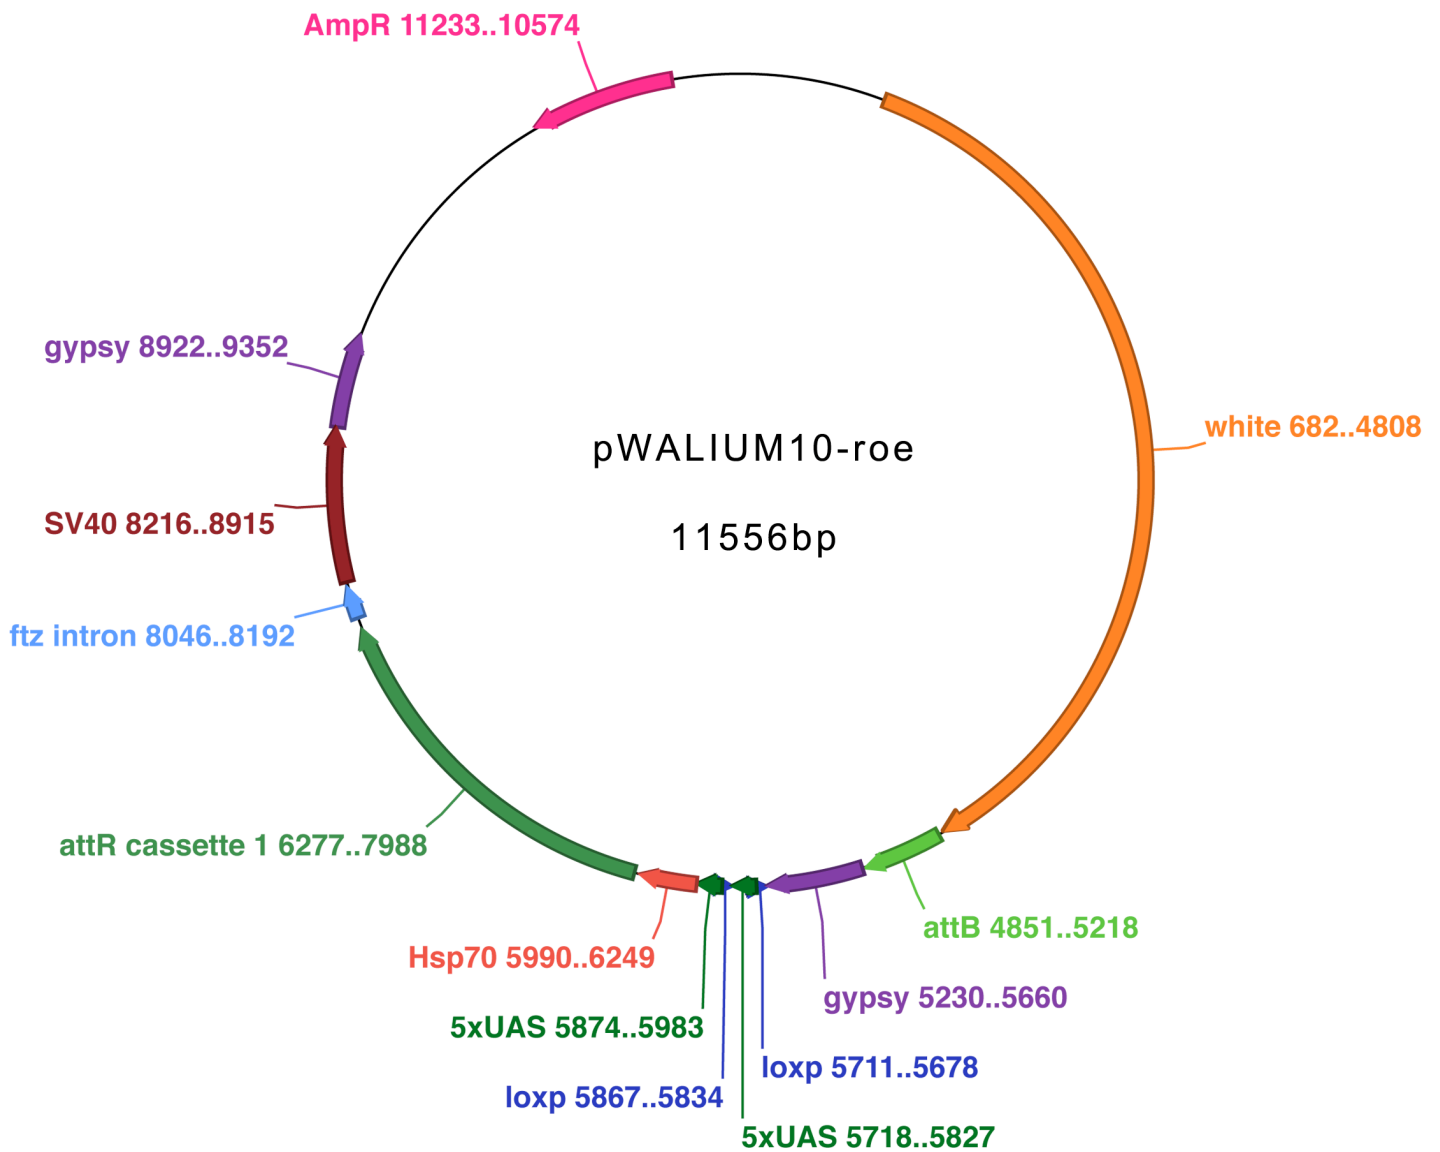 AmpR 11233..10574
gypsy 8922..9352
white 682..4808
pWALIUM10-roe
SV40 8216..8915
11556bp
ftz intron 8046..8192
attR cassette 1 6277..7988
attB 4851..5218
Hsp70 5990..6249
gypsy 5230..5660
5xUAS 5874..5983
loxp 5711..5678
loxp 5867..5834
5xUAS 5718..5827